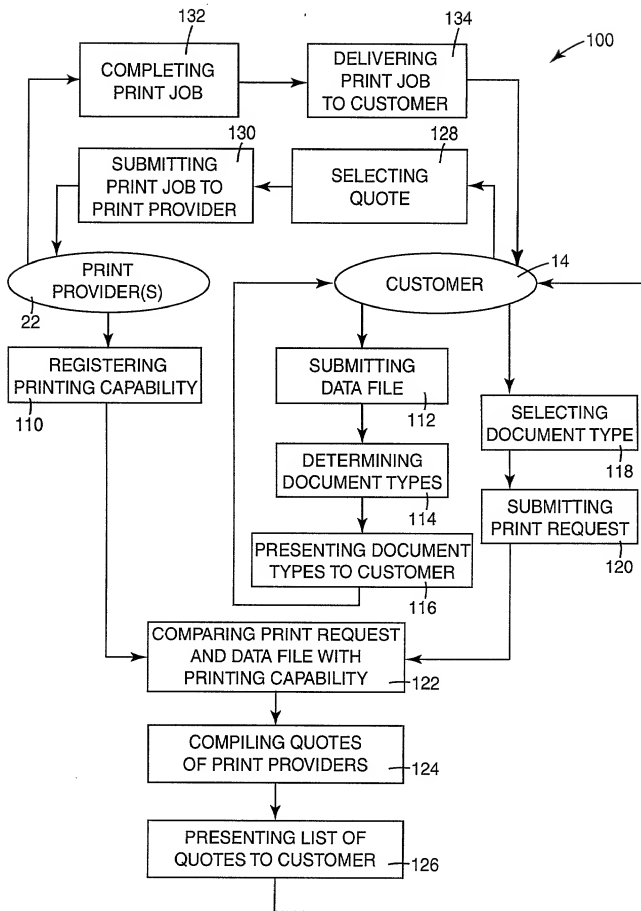 132
134
100
COMPLETING
PRINT JOB
DELIVERING
PRINT JOB
TO CUSTOMER
130
128
SUBMITTING
PRINT JOB TO
PRINT PROVIDER
SELECTING
QUOTE
14
PRINT
PROVIDER(S)
22
CUSTOMER
REGISTERING
PRINTING CAPABILITY
110
SUBMITTING
DATA FILE
112
SELECTING
DOCUMENT TYPE
118
DETERMINING
DOCUMENT TYPES
114
SUBMITTING
PRINT REQUEST
120
PRESENTING DOCUMENT
TYPES TO CUSTOMER
116
COMPARING PRINT REQUEST
AND DATA FILE WITH
PRINTING CAPABILITY
122
COMPILING QUOTES
OF PRINT PROVIDERS
124
PRESENTING LIST OF
QUOTES TO CUSTOMER
126